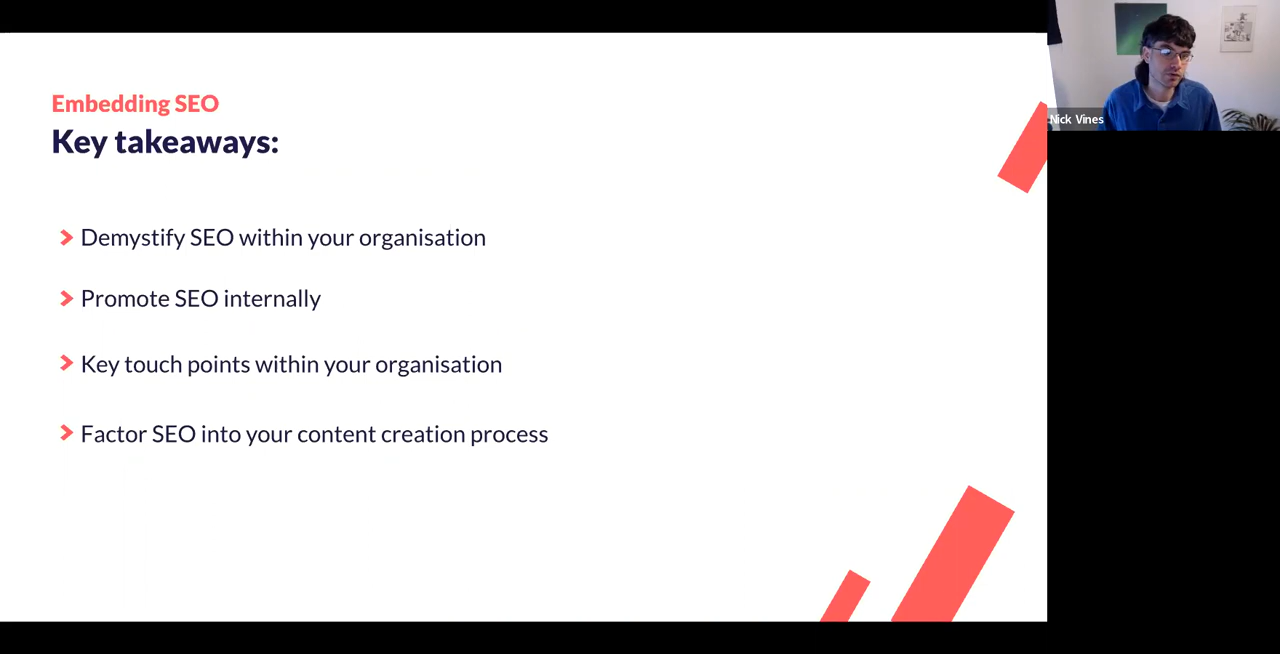 Embedding SEO
Key takeaways:
Demystify SEO within your organisation
Promote SEO internally
Key touch points within your organisation
Factor SEO into your content creation process
Nick Vines